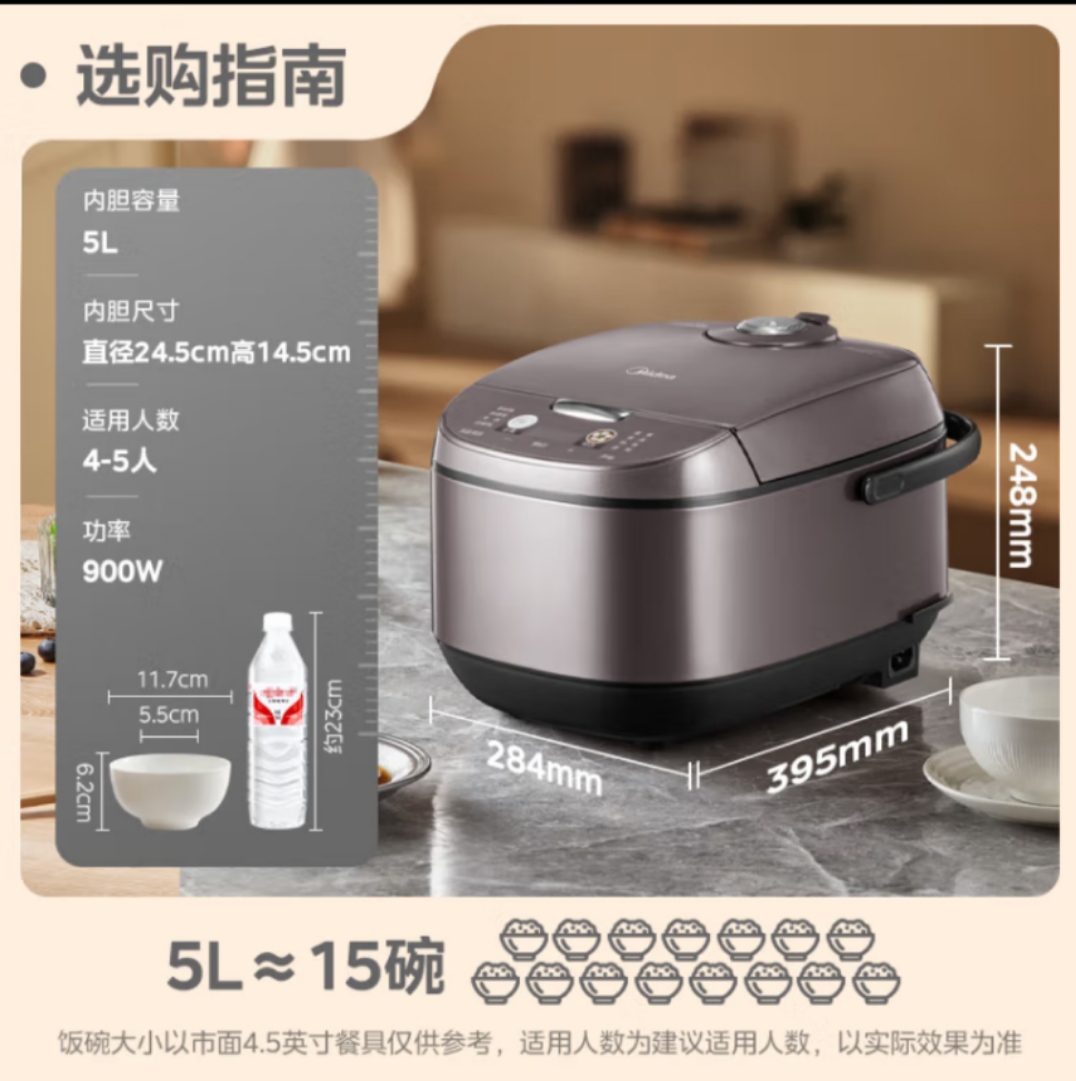 选购指南
内胆容量
5L
内胆尺寸
直径24.5cm高14.5cm
适用人数
4-5人
功率
900W
11.7cm
5.5cm
6.2cm
约23cm
Midea
248mm
284mm
395mm
5L≈15碗
饭碗大小以市面4.5英寸餐具仅供参考，适用人数为建议适用人数，以实际效果为准